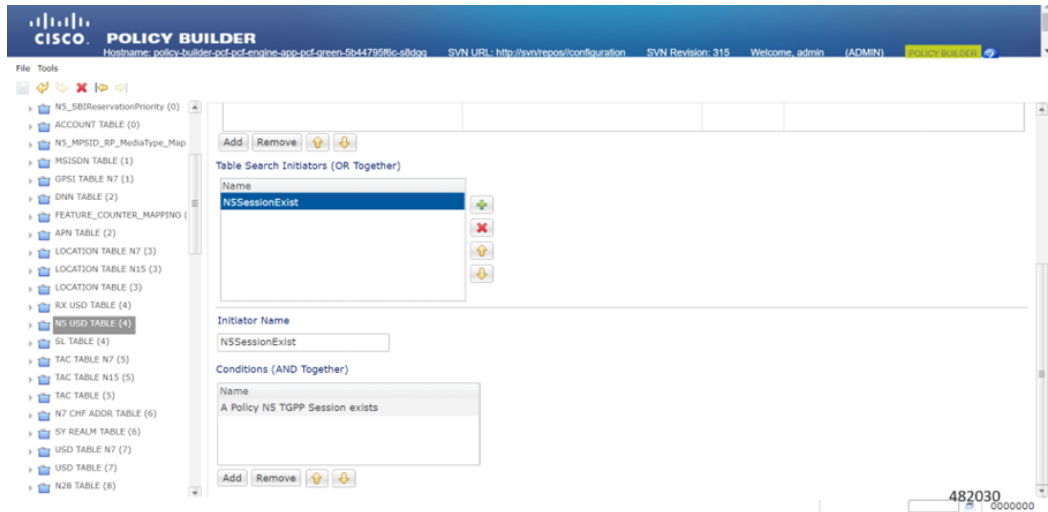 CISCO. POLICY BUILDER
Hostname: policy-builder-pcf-pcf-engine-app-pcf-green-5b44795f6c-s8dgg SVN URL: http://svn/repos//configuration SVN Revision: 315 Welcome, admin (ADMIN) POLICY BUILDER
File Tools
N5_SBIReservationPriority (0)
ACCOUNT TABLE (0)
N5_MPSID_RP_MediaType_Map
MSISDN TABLE (1)
GPSI TABLE N7 (1)
DNN TABLE (2)
FEATURE_COUNTER_MAPPING (
APN TABLE (2)
LOCATION TABLE N7 (3)
LOCATION TABLE N15 (3)
LOCATION TABLE (3)
RX USD TABLE (4)
N5 USD TABLE (4)
SL TABLE (4)
TAC TABLE N7 (5)
TAC TABLE N15 (5)
TAC TABLE (5)
N7 CHF ADDR TABLE (6)
SY REALM TABLE (6)
USD TABLE N7 (7)
USD TABLE (7)
N28 TABLE (8)
Add Remove
Table Search Initiators (OR Together)
Name
N5SessionExist
Initiator Name
N5SessionExist
Conditions (AND Together)
Name
A Policy N5 TGPP Session exists
Add Remove
482030
0000000